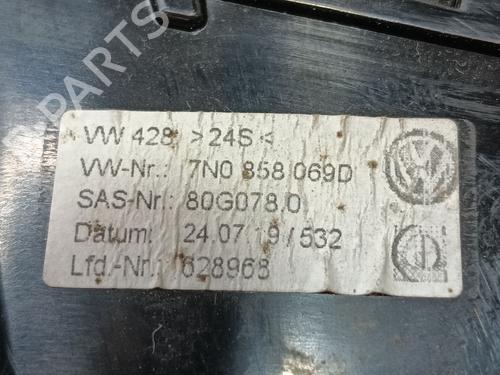 PARTS
VW 428 >24S<
VW-Nr.: 7N0 858 069D
SAS-Nr.: 80G078,0
Datum: 24.07 19/532
Lfd.-Nr.: 628968